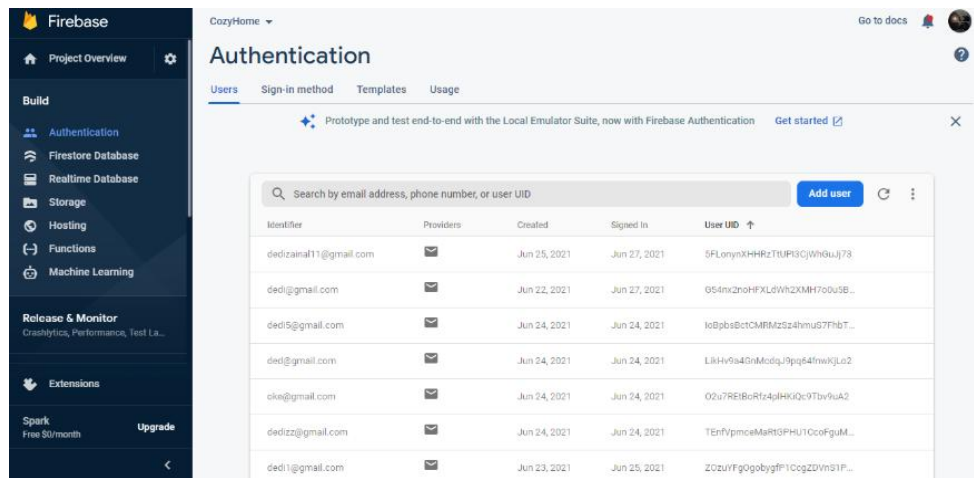 Firebase
CozyHome
Go to docs
Project Overview
Authentication
Users Sign-in method Templates Usage
Build
Prototype and test end-to-end with the Local Emulator Suite, now with Firebase Authentication Get started
Authentication
Firestore Database
Realtime Database
Storage
Hosting
Functions
Machine Learning
Release & Monitor
Crashlytics, Performance, Test La...
Extensions
Spark
Free $0/month
Upgrade
Search by email address, phone number, or user UID
Add user
Identifier Providers Created Signed In User UID
dedizainal11@gmail.com Jun 25, 2021 Jun 27, 2021
dedi@gmail.com Jun 22, 2021 Jun 27, 2021
dedi5@gmail.com Jun 24, 2021 Jun 24, 2021
ded@gmail.com Jun 24, 2021 Jun 24, 2021
oke@gmail.com Jun 24, 2021 Jun 24, 2021
dedizz@gmail.com Jun 24, 2021 Jun 24, 2021
dedi1@gmail.com Jun 23, 2021 Jun 25, 2021